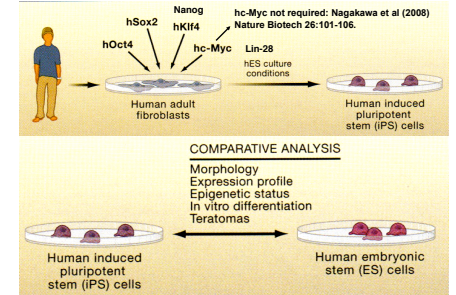 Nanog
hc-Myc not required: Nagakawa et al (2008)
Nature Biotech 26:101-106.
hSox2
hKlf4
hOct4
hc-Myc
Lin-28
hES culture
conditions
Human adult
fibroblasts
Human induced
pluripotent
stem (iPS) cells
COMPARATIVE ANALYSIS
Morphology
Expression profile
Epigenetic status
In vitro differentiation
Teratomas
Human induced
pluripotent
stem (iPS) cells
Human embryonic
stem (ES) cells